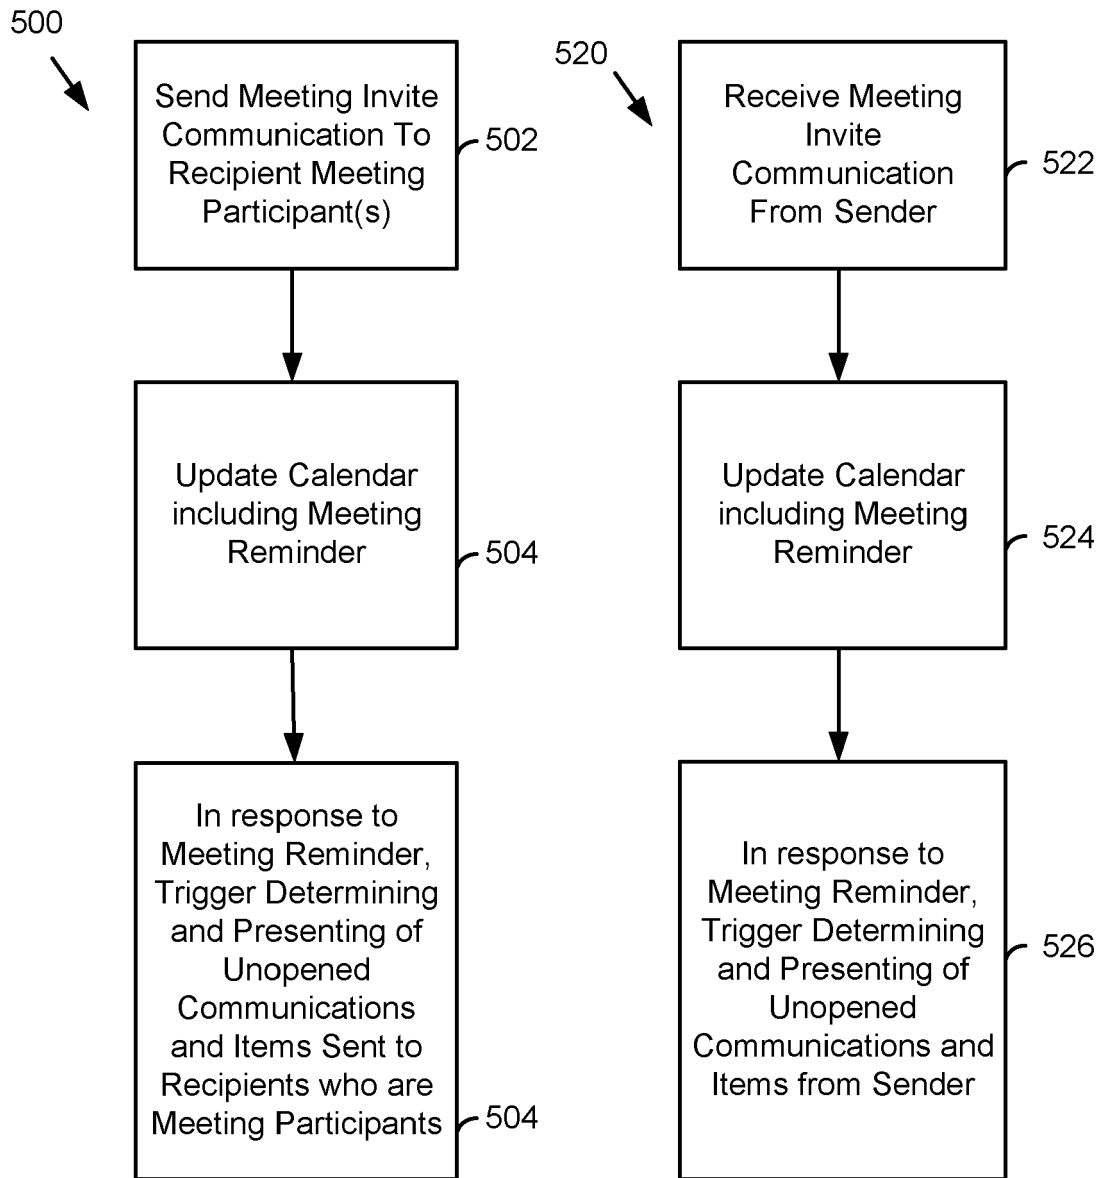 500
Send Meeting Invite
Communication To
Recipient Meeting
Participant(s)
502
Update Calendar
including Meeting
Reminder
504
In response to
Meeting Reminder,
Trigger Determining
and Presenting of
Unopened
Communications
and Items Sent to
Recipients who are
Meeting Participants
504
520
Receive Meeting
Invite
Communication
From Sender
522
Update Calendar
including Meeting
Reminder
524
In response to
Meeting Reminder,
Trigger Determining
and Presenting of
Unopened
Communications and
Items from Sender
526